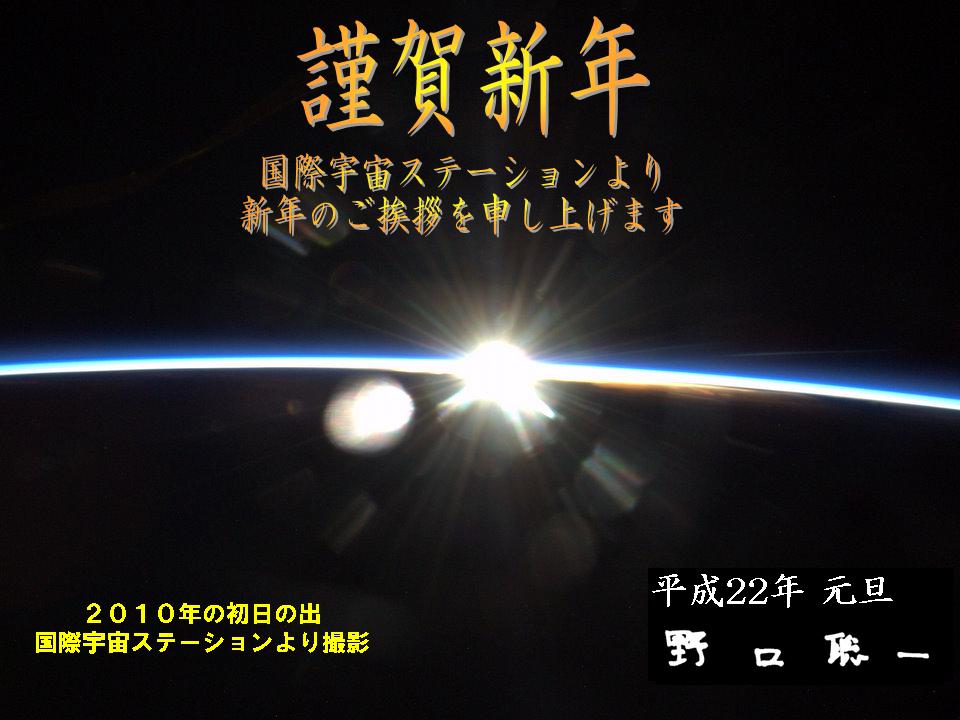 謹賀新年
国際宇宙ステーションより
新年のご挨拶を申し上げます
２０１０年の初日の出
国際宇宙ステーションより撮影
平成22年 元旦
野口聡一